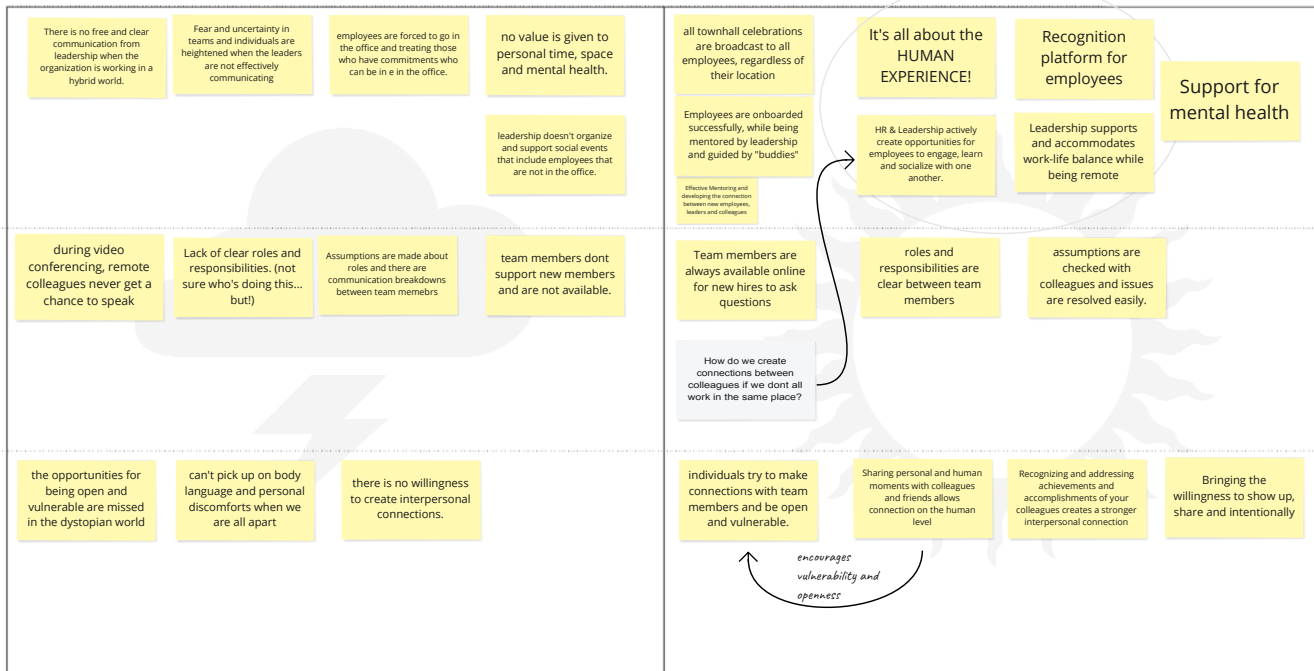 There is no free and clear
communication from
leadership when the
organization is working in a
hybrid world.
Fear and uncertainty in
teams and individuals are
heightened when the leaders
are not effectively
communicating
employees are forced to go in
the office and treating those
who have commitments who
can be in e in the office.
no value is given to
personal time, space
and mental health.
leadership doesn't organize
and support social events
that include employees that
are not in the office.
during video
conferencing, remote
colleagues never get a
chance to speak
Lack of clear roles and
responsibilities. (not
sure who's doing this...
but!)
Assumptions are made about
roles and there are
communication breakdowns
between team memebrs
team members dont
support new members
and are not available.
the opportunities for
being open and
vulnerable are missed
in the dystopian world
can't pick up on body
language and personal
discomforts when we
are all apart
there is no willingness
to create interpersonal
connections.
all townhall celebrations
are broadcast to all
employees, regardless of
their location
It's all about the
HUMAN
EXPERIENCE!
Recognition
platform for
employees
Support for
mental health
Employees are onboarded
successfully, while being
mentored by leadership
and guided by "buddies"
HR & Leadership actively
create opportunities for
employees to engage, learn
and socialize with one
another.
Leadership supports
and accommodates
work-life balance while
being remote
Effective Mentoring and
developing the connection
between new employees,
leaders and colleagues
Team members are
always available online
for new hires to ask
questions
roles and
responsibilities are
clear between team
members
assumptions are
checked with
colleagues and issues
are resolved easily.
How do we create
connections between
colleagues if we dont all
work in the same place?
individuals try to make
connections with team
members and be open
and vulnerable.
Sharing personal and human
moments with colleagues
and friends allows
connection on the human
level
Recognizing and addressing
achievements and
accomplishments of your
colleagues creates a stronger
interpersonal connection
Bringing the
willingness to show up,
share and intentionally
encourages
vulnerability and
openness